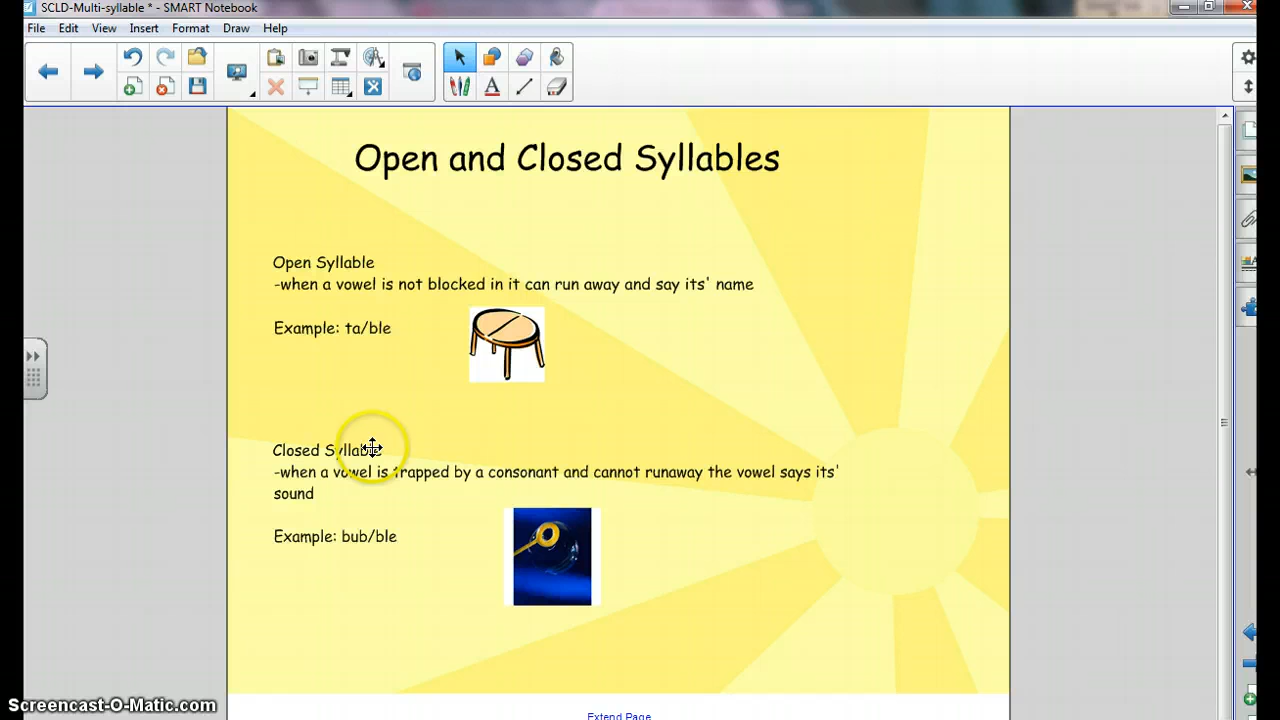 SCLD-Multi-syllable * - SMART Notebook
File Edit View Insert Format Draw Help
Open and Closed Syllables
Open Syllable
-when a vowel is not blocked in it can run away and say its' name
Example: ta/ble
Closed Syllable
-when a vowel is trapped by a consonant and cannot runaway the vowel says its'
sound
Example: bub/ble
Extend Page
Screencast-O-Matic.com